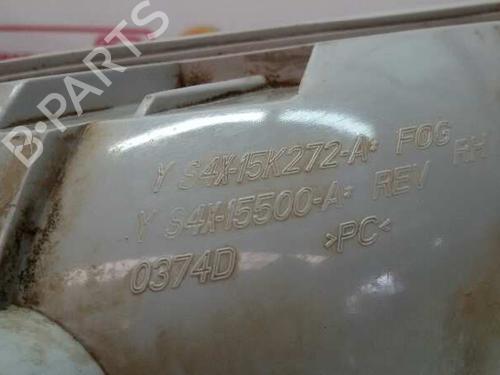 B-PARTS
Y S4X-15K272-A* FOG
Y S4X-15500-A* REV RH
0374D >PC<